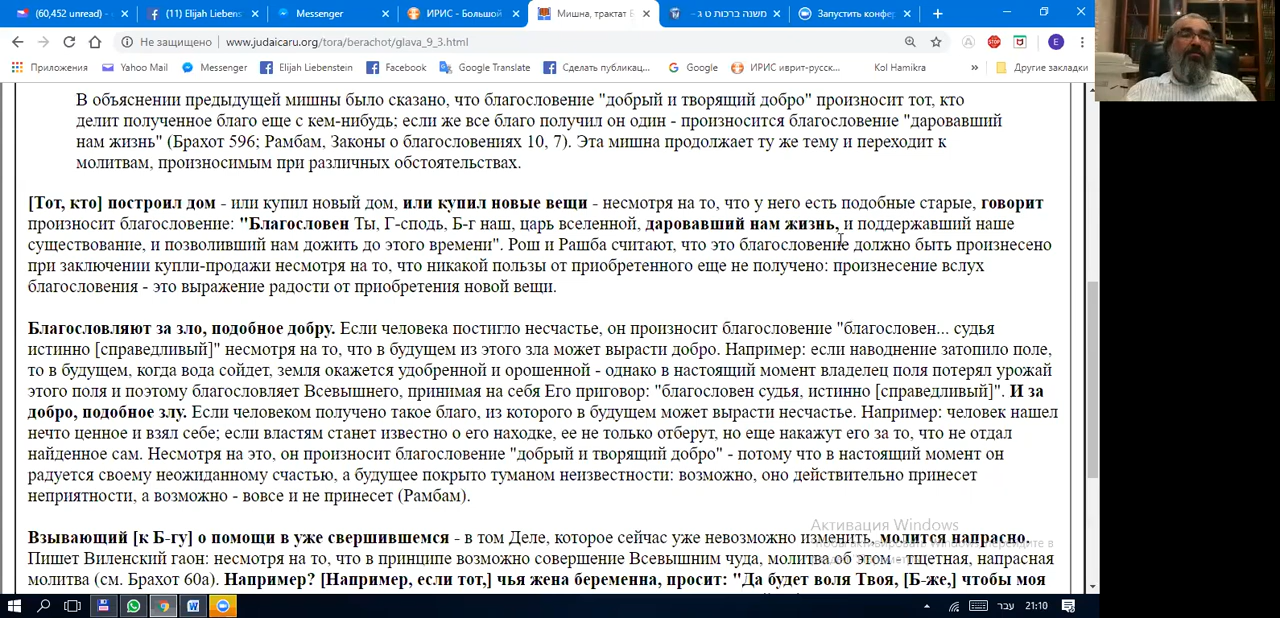 (60,452 unread) -
(11) Elijah Liebens
Messenger
ИРИС - Большой
Мишна, трактат Б
משנה ברכות ט ג –
Запустить конфе
Не защищено | www.judaicaru.org/tora/berachot/glava_9_3.html
Приложения Yahoo Mail Messenger Elijah Liebenstein Facebook Google Translate Сделать публикац... Google ИРИС иврит-русск... Kol Hamikra » Другие закладки
В объяснении предыдущей мишны было сказано, что благословение "добрый и творящий добро" произносит тот, кто
делит полученное благо еще с кем-нибудь; если же все благо получил он один - произносится благословение "даровавший
нам жизнь" (Брахот 59б; Рамбам, Законы о благословениях 10, 7). Эта мишна продолжает ту же тему и переходит к
молитвам, произносимым при различных обстоятельствах.
[Тот, кто] построил дом - или купил новый дом, или купил новые вещи - несмотря на то, что у него есть подобные старые, говорит
произносит благословение: "Благословен Ты, Г-сподь, Б-г наш, царь вселенной, даровавший нам жизнь, и поддержавший наше
существование, и позволивший нам дожить до этого времени". Рош и Рашба считают, что это благословение должно быть произнесено
при заключении купли-продажи несмотря на то, что никакой пользы от приобретенного еще не получено: произнесение вслух
благословения - это выражение радости от приобретения новой вещи.
Благословляют за зло, подобное добру. Если человека постигло несчастье, он произносит благословение "благословен... судья
истинно [справедливый]" несмотря на то, что в будущем из этого зла может вырасти добро. Например: если наводнение затопило поле,
то в будущем, когда вода сойдет, земля окажется удобренной и орошенной - однако в настоящий момент владелец поля потерял урожай
этого поля и поэтому благословляет Всевышнего, принимая на себя Его приговор: "благословен судья, истинно [справедливый]". И за
добро, подобное злу. Если человеком получено такое благо, из которого в будущем может вырасти несчастье. Например: человек нашел
нечто ценное и взял себе; если властям станет известно о его находке, ее не только отберут, но еще накажут его за то, что не отдал
найденное сам. Несмотря на это, он произносит благословение "добрый и творящий добро" - потому что в настоящий момент он
радуется своему неожиданному счастью, а будущее покрыто туманом неизвестности: возможно, оно действительно принесет
неприятности, а возможно - вовсе и не принесет (Рамбам).
Активация Windows
Взывающий [к Б-гу] о помощи в уже свершившемся - в том Деле, которое сейчас уже невозможно изменить, молится напрасно.
Пишет Виленский гаон: несмотря на то, что в принципе возможно совершение Всевышним чуда, молитва об этом - тщетная, напрасная
молитва (см. Брахот 60а). Например? [Например, если тот,] чья жена беременна, просит: "Да будет воля Твоя, [Б-же,] чтобы моя
עבר 21:10